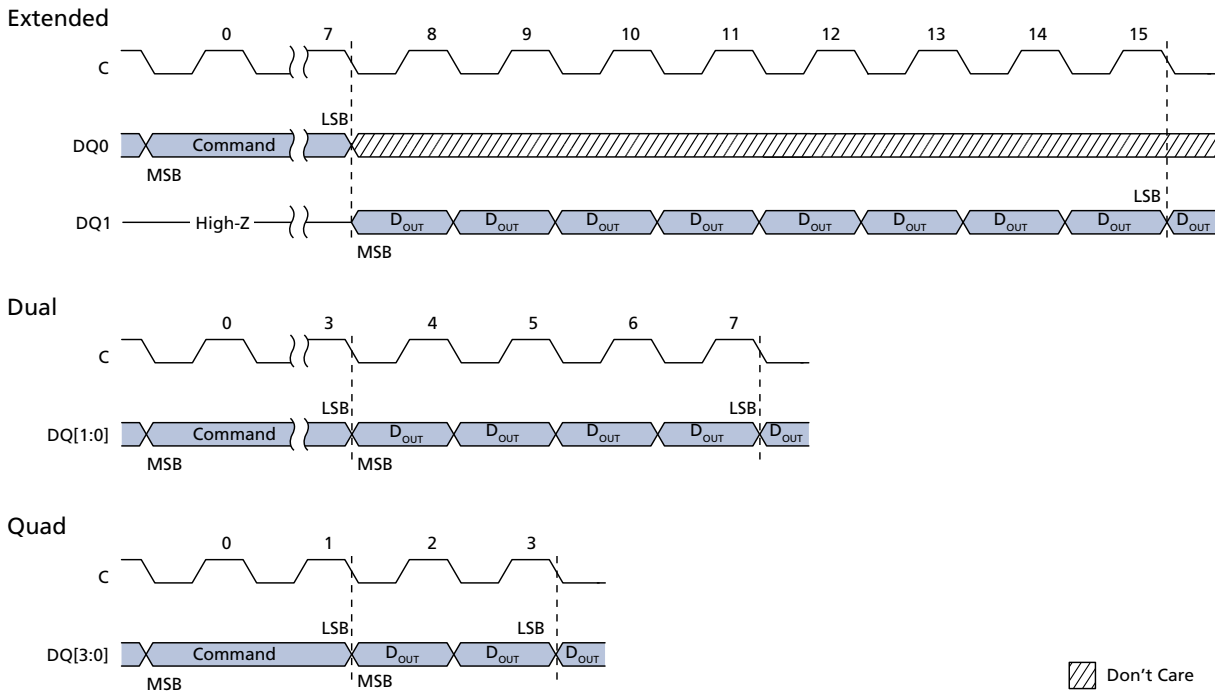 Extended
0 7 8 9 10 11 12 13 14 15
C
LSB
DQ0 Command
MSB
LSB
DQ1 High-Z DOUT DOUT DOUT DOUT DOUT DOUT DOUT DOUT DOUT
MSB
Dual
0 3 4 5 6 7
C
LSB LSB
DQ[1:0] Command DOUT DOUT DOUT DOUT DOUT
MSB MSB
Quad
0 1 2 3
C
LSB LSB
DQ[3:0] Command DOUT DOUT DOUT
MSB MSB
Don't Care